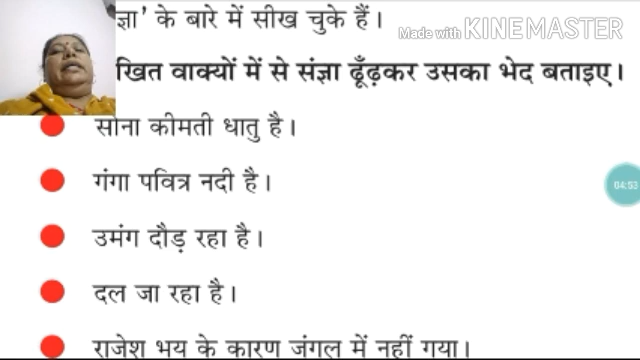 ज्ञा' के बारे में सीख चुके हैं।
Made with KINEMASTER
खित वाक्यों में से संज्ञा ढूँढ़कर उसका भेद बताइए।
सोना कीमती धातु है।
गंगा पवित्र नदी है।
04:53
उमंग दौड़ रहा है।
दल जा रहा है।
राजेश भय के कारण जंगल में नहीं गया।